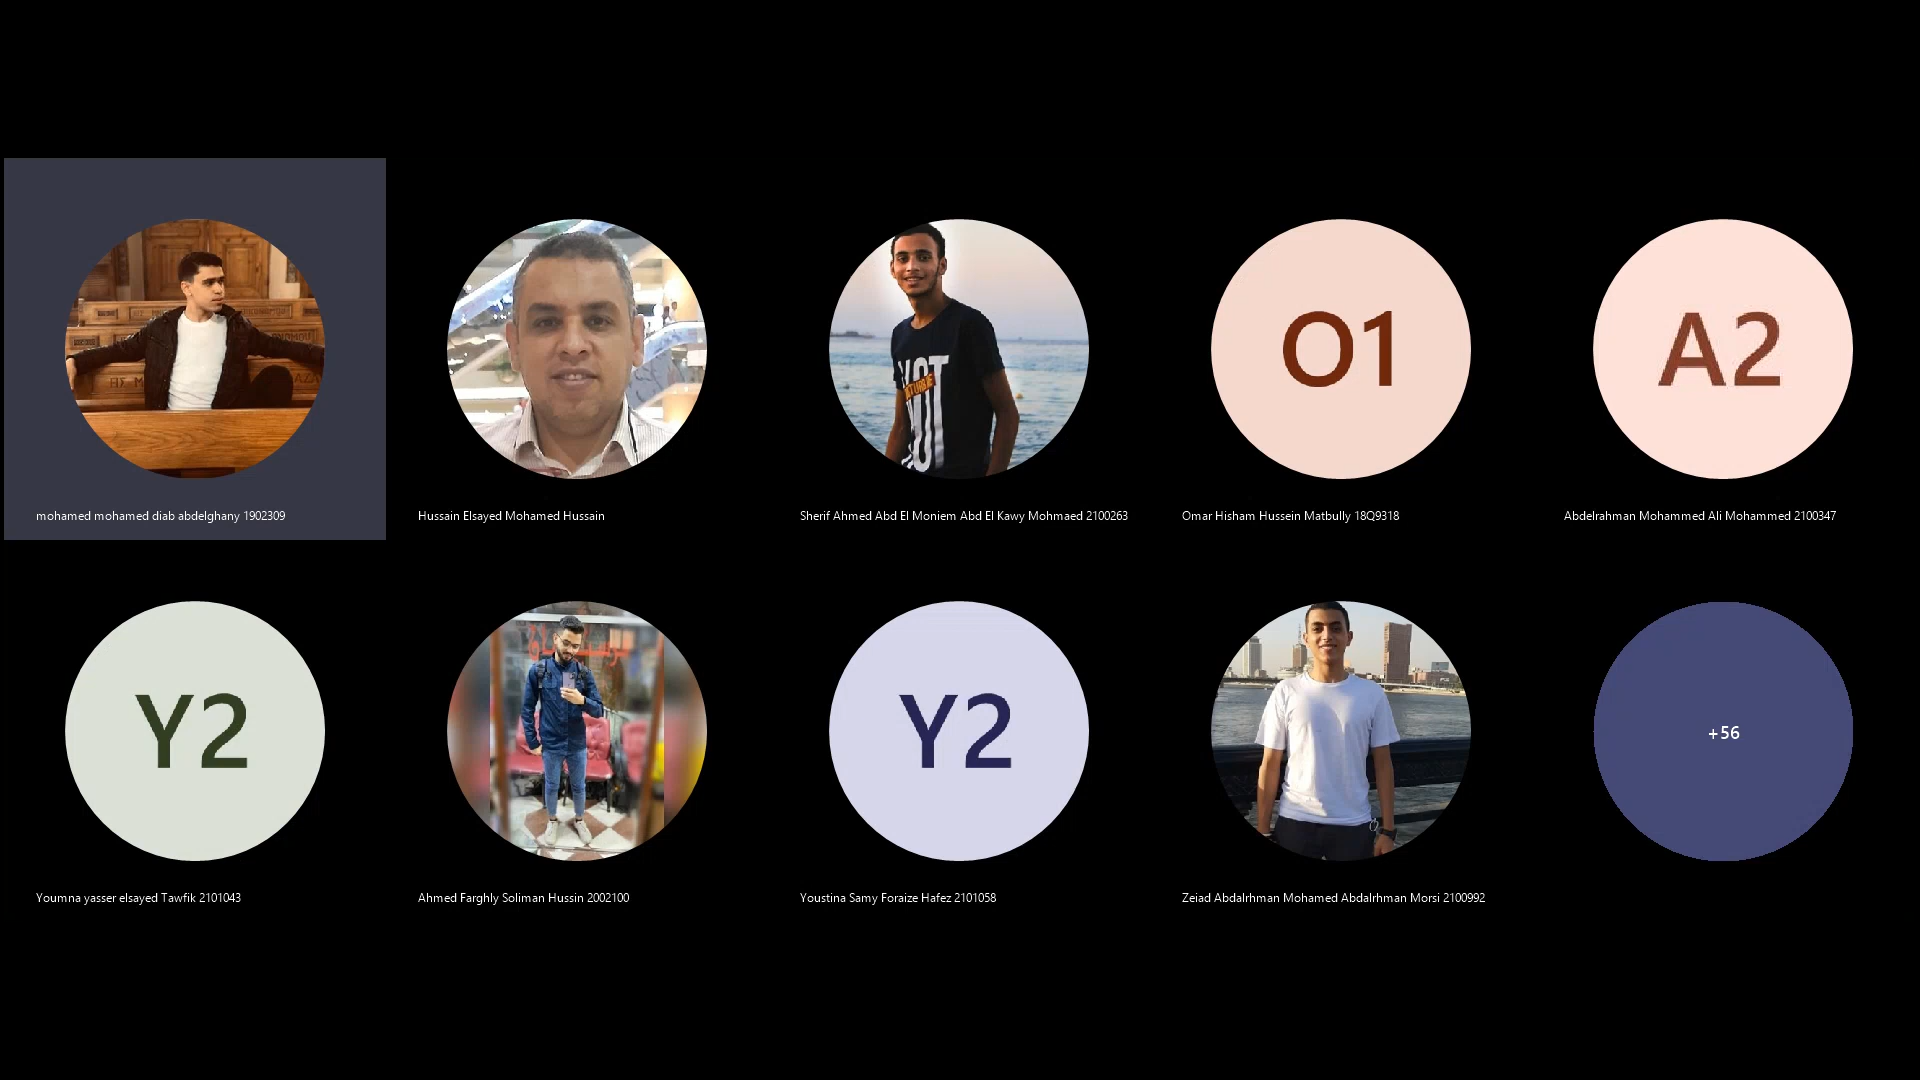 O1
A2
mohamed mohamed diab abdelghany 1902309
Hussain Elsayed Mohamed Hussain
Sherif Ahmed Abd El Moniem Abd El Kawy Mohmaed 2100263
Omar Hisham Hussein Matbully 18Q9318
Abdelrahman Mohammed Ali Mohammed 2100347
Y2
Y2
+56
Youmna yasser elsayed Tawfik 2101043
Ahmed Farghly Soliman Hussin 2002100
Youstina Samy Foraize Hafez 2101058
Zeiad Abdalrhman Mohamed Abdalrhman Morsi 2100992